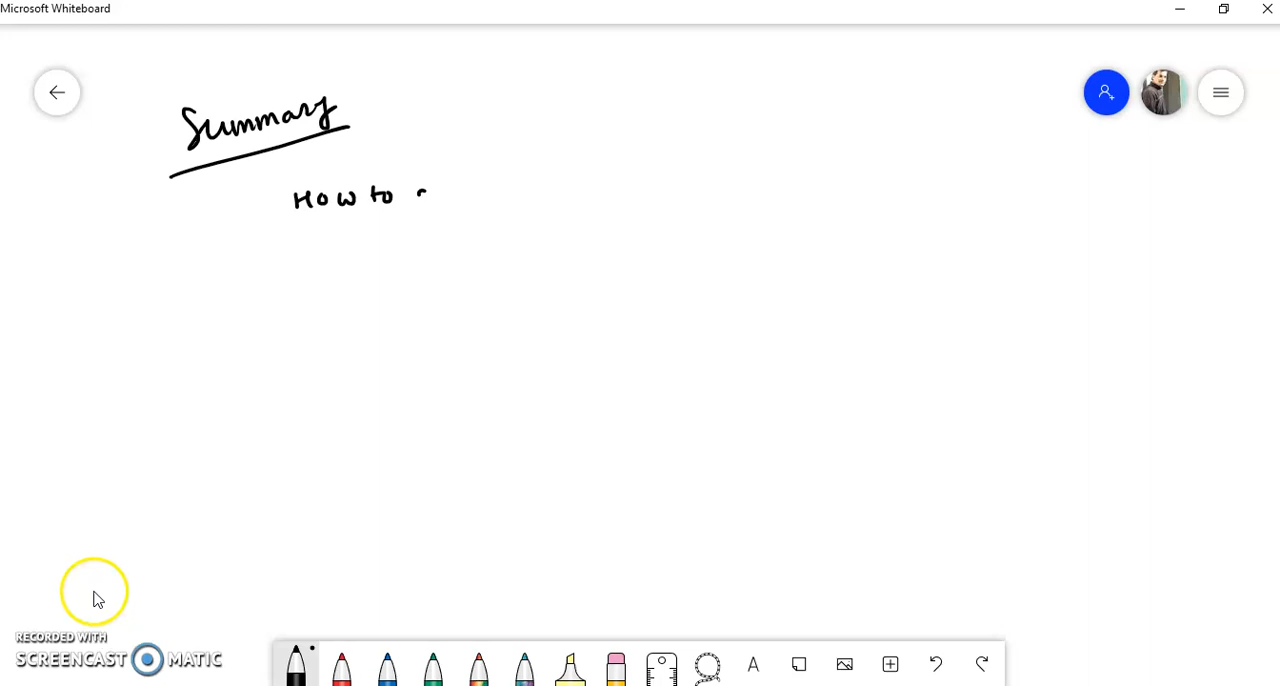 Microsoft Whiteboard
Summary
How to
RECORDED WITH
SCREENCAST MATIC
A